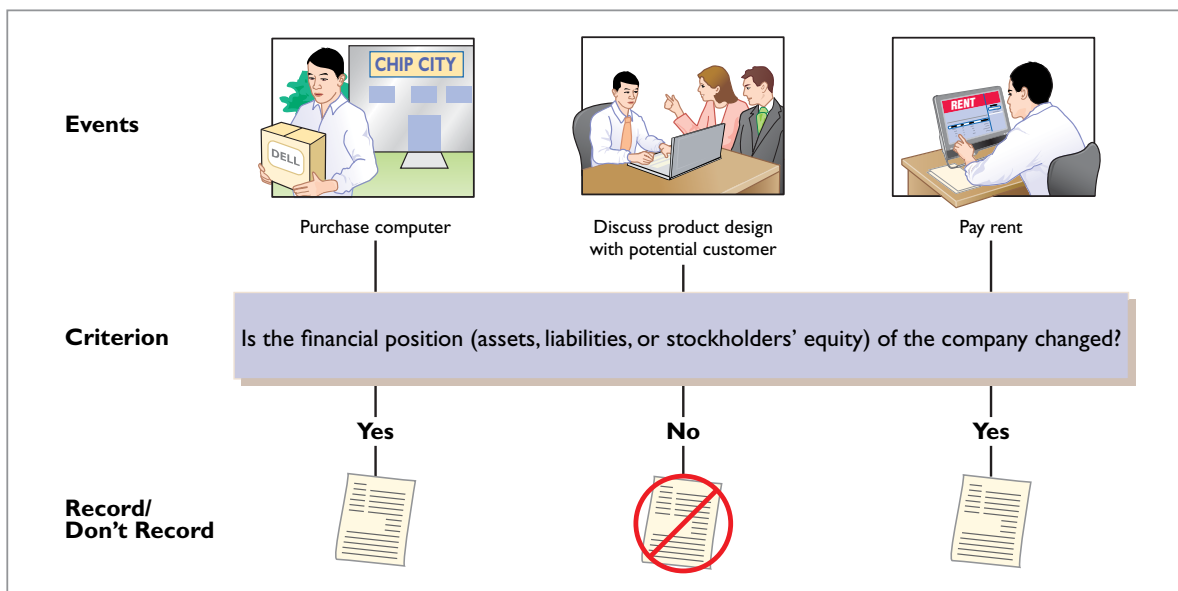 Events
CHIP CITY
DELL
RENT
Purchase computer
Discuss product design
with potential customer
Pay rent
Criterion
Is the financial position (assets, liabilities, or stockholders’ equity) of the company changed?
Yes
No
Yes
Record/
Don’t Record